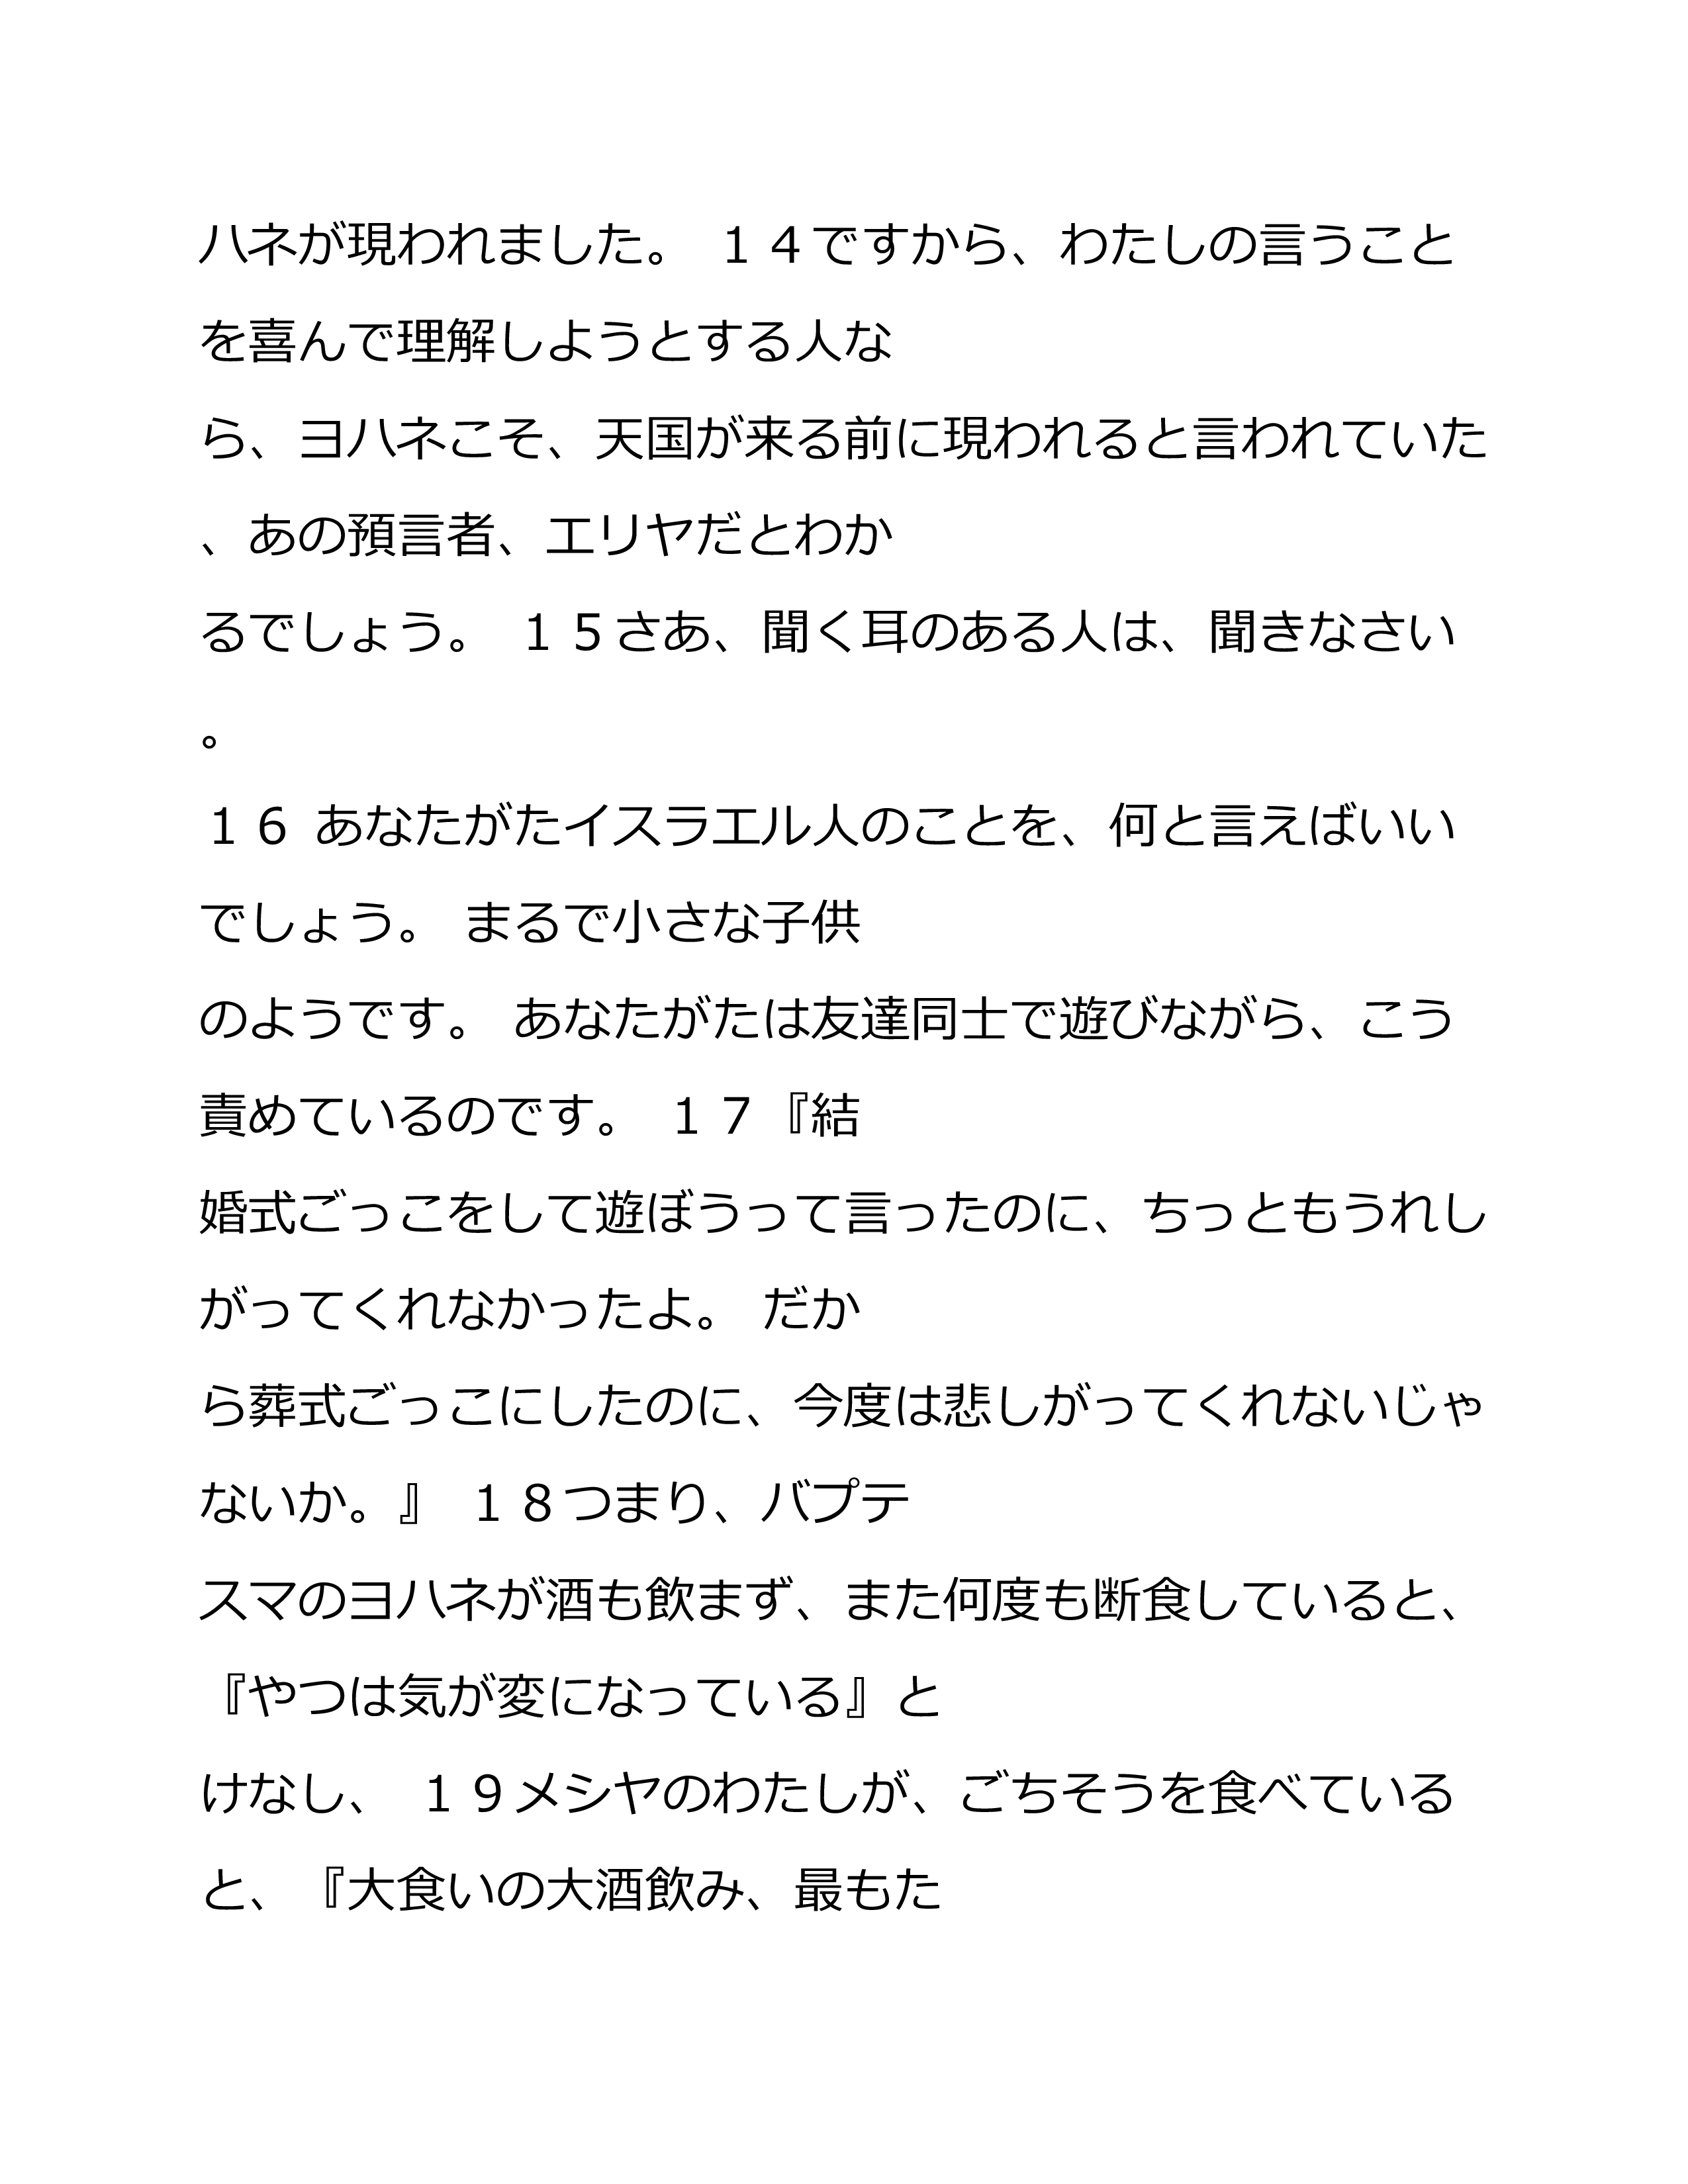 ハネが現われました。 １４ですから、わたしの言うこと
を喜んで理解しようとする人な
ら、ヨハネこそ、天国が来る前に現われると言われていた
、あの預言者、エリヤだとわか
るでしょう。 １５さあ、聞く耳のある人は、聞きなさい
。
１６ あなたがたイスラエル人のことを、何と言えばいい
でしょう。 まるで小さな子供
のようです。 あなたがたは友達同士で遊びながら、こう
責めているのです。 １７『結
婚式ごっこをして遊ぼうって言ったのに、ちっともうれし
がってくれなかったよ。 だか
ら葬式ごっこにしたのに、今度は悲しがってくれないじゃ
ないか。』 １８つまり、バプテ
スマのヨハネが酒も飲まず、また何度も断食していると、
『やつは気が変になっている』と
けなし、 １９メシヤのわたしが、ごちそうを食べている
と、『大食いの大酒飲み、最もた